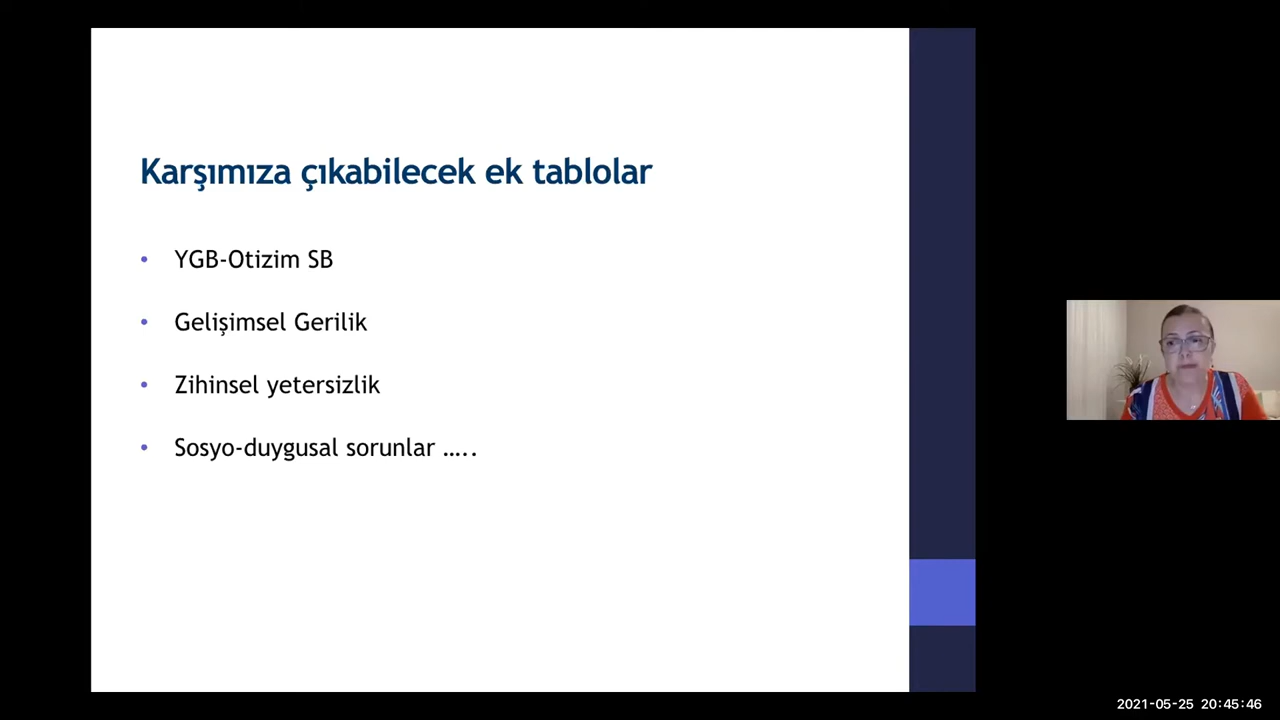 Karşımıza çıkabilecek ek tablolar
• YGB-Otizim SB
• Gelişimsel Gerilik
• Zihinsel yetersizlik
• Sosyo-duygusal sorunlar …..
2021-05-25 20:45:46